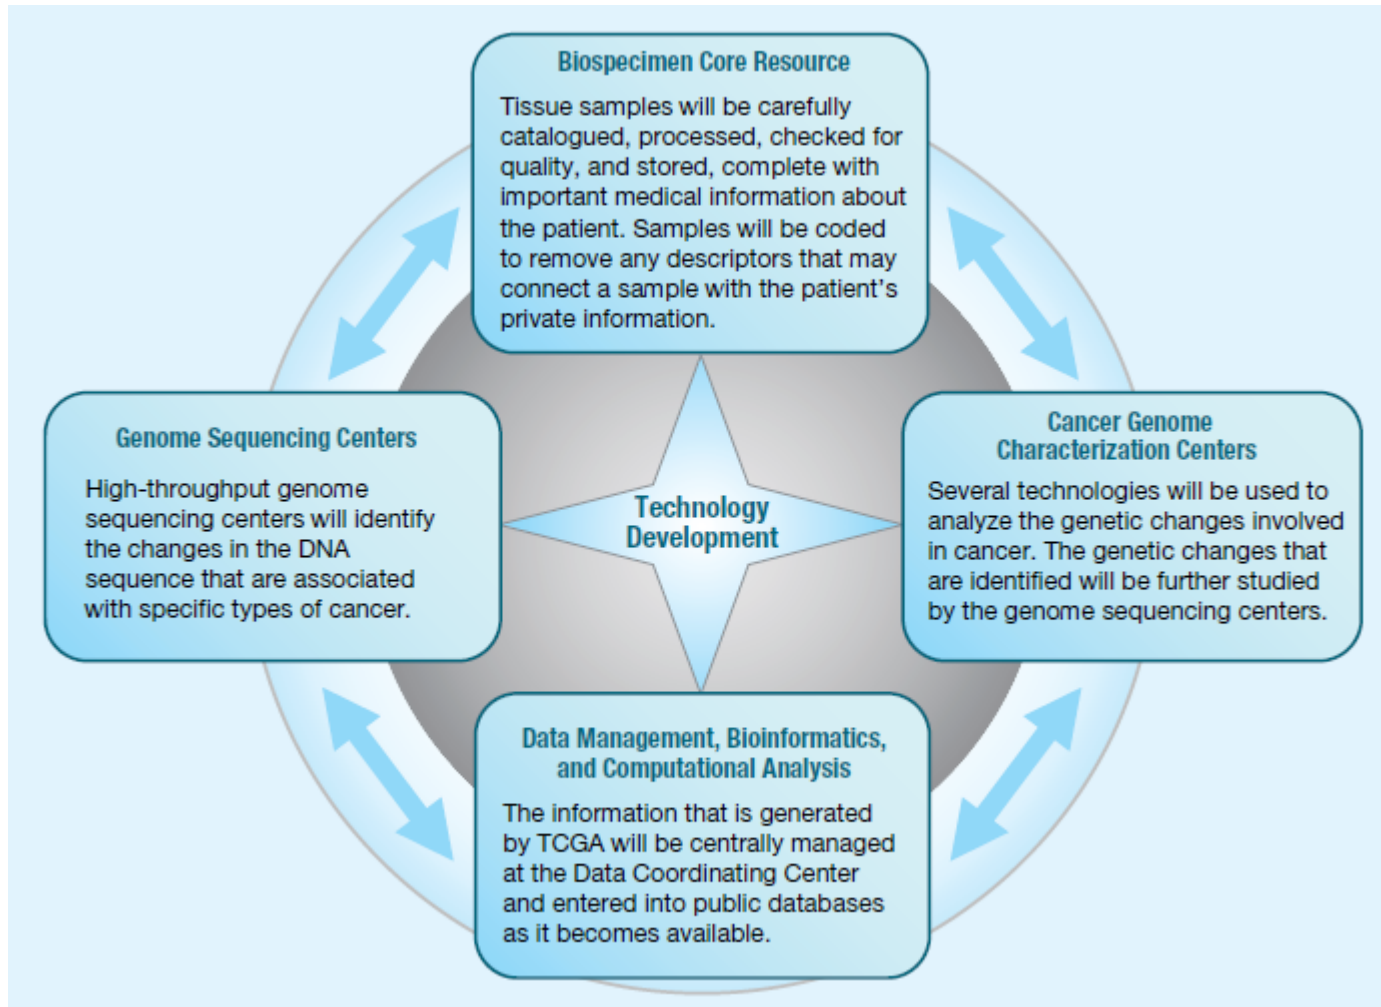 Biospecimen Core Resource
Tissue samples will be carefully
catalogued, processed, checked for
quality, and stored, complete with
important medical information about
the patient. Samples will be coded
to remove any descriptors that may
connect a sample with the patient's
private information.
Genome Sequencing Centers
High-throughput genome
sequencing centers will identify
the changes in the DNA
sequence that are associated
with specific types of cancer.
Technology
Development
Cancer Genome
Characterization Centers
Several technologies will be used to
analyze the genetic changes involved
in cancer. The genetic changes that
are identified will be further studied
by the genome sequencing centers.
Data Management, Bioinformatics,
and Computational Analysis
The information that is generated
by TCGA will be centrally managed
at the Data Coordinating Center
and entered into public databases
as it becomes available.